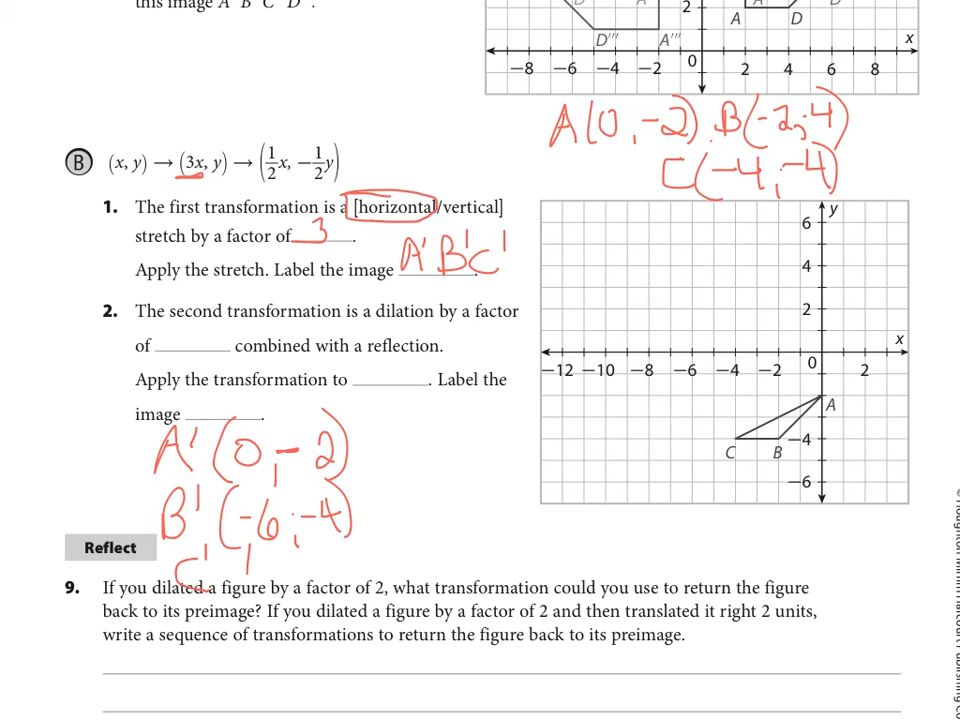 this image A B C D .
D A 2 A D
D''' A''' x
−8 −6 −4 −2 0 2 4 6 8
A(0,-2) B(-2,-4)
C(-4,-4)
B (x, y) → (3x, y) → (1/2 x, −1/2 y)
1. The first transformation is a [horizontal/vertical]
stretch by a factor of 3 .
Apply the stretch. Label the image A'B'C' .
2. The second transformation is a dilation by a factor
of ________ combined with a reflection.
Apply the transformation to ________. Label the
image ________.
6 y
4
2
x
−12 −10 −8 −6 −4 −2 0 2
A
C B −4
−6
A'(0,-2)
B'(-6,-4)
C'
Reflect
9. If you dilated a figure by a factor of 2, what transformation could you use to return the figure
back to its preimage? If you dilated a figure by a factor of 2 and then translated it right 2 units,
write a sequence of transformations to return the figure back to its preimage.